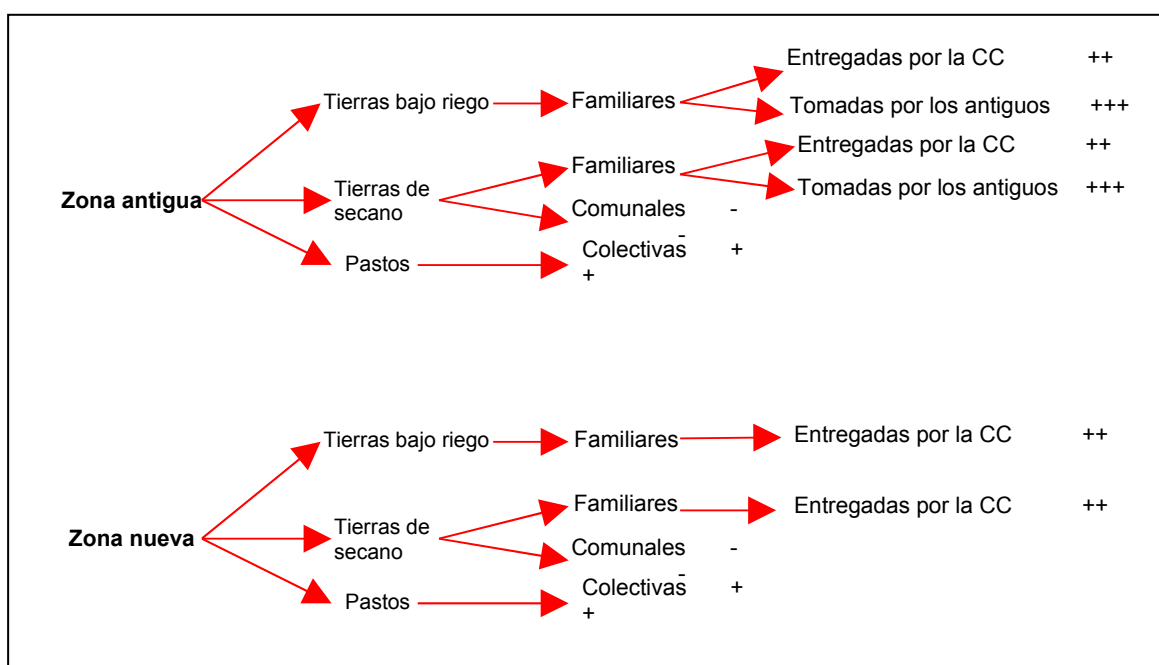 Entregadas por la CC ++
Tierras bajo riego Familiares
Tomadas por los antiguos +++
Entregadas por la CC ++
Familiares
Tomadas por los antiguos +++
Zona antigua
Tierras de
secano
Comunales -
-
Colectivas +
Pastos
+
Entregadas por la CC ++
Tierras bajo riego Familiares
Familiares
Entregadas por la CC ++
Tierras de
secano
Zona nueva
Comunales -
-
Colectivas +
Pastos
+